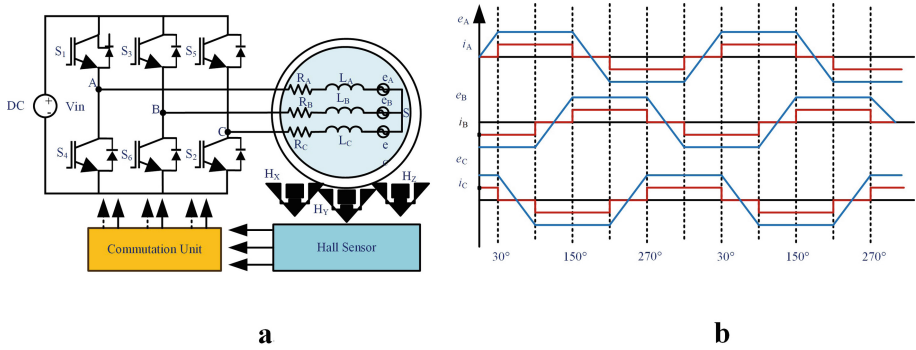 S1 S3 S5
A
B
C
DC Vin
S4 S6 S2
RA LA eA
RB LB eB
RC LC e
c
S
HX HY HZ
Commutation Unit
Hall Sensor
a
eA
iA
eB
iB
eC
iC
30° 150° 270° 30° 150° 270°
b